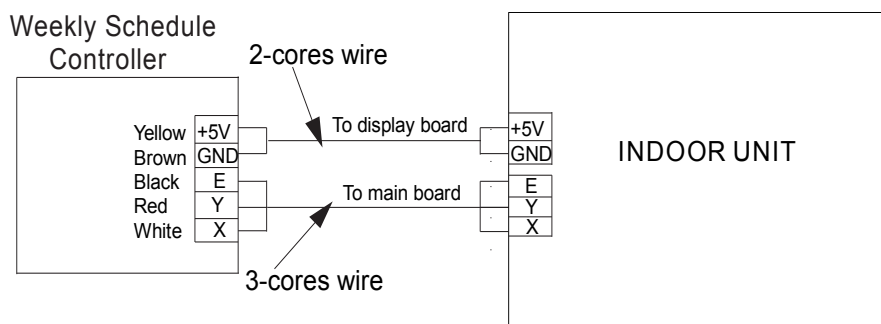 Weekly Schedule
Controller
2-cores wire
Yellow +5V
Brown GND
Black E
Red Y
White X
To display board
To main board
3-cores wire
+5V
GND
E
Y
X
INDOOR UNIT